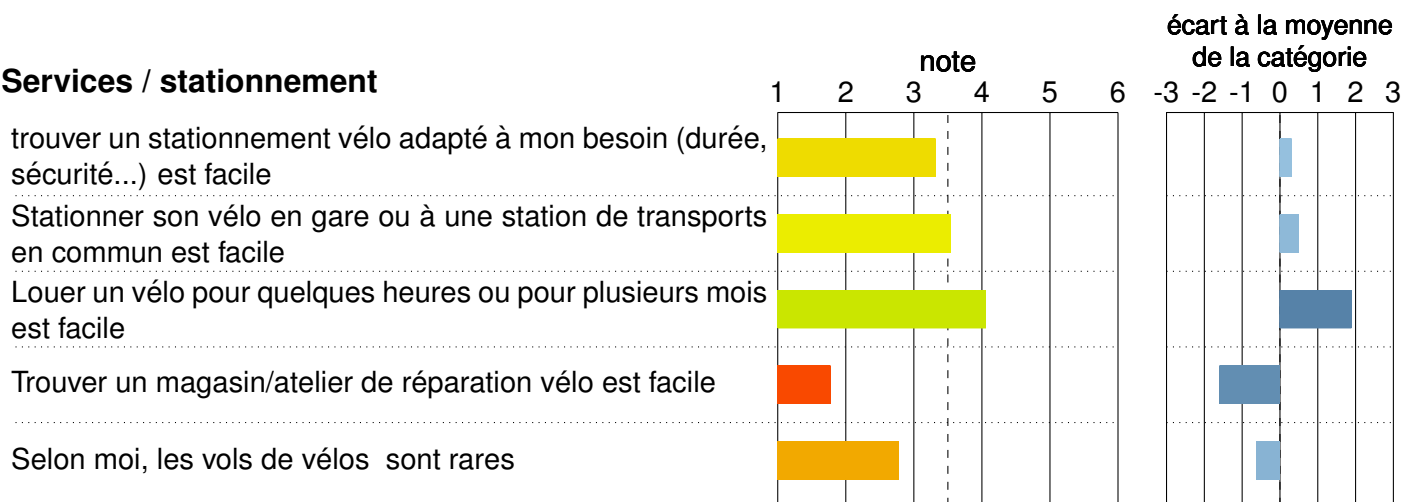 écart à la moyenne
note de la catégorie
Services / stationnement
1 2 3 4 5 6 -3 -2 -1 0 1 2 3
trouver un stationnement vélo adapté à mon besoin (durée,
sécurité...) est facile
Stationner son vélo en gare ou à une station de transports
en commun est facile
Louer un vélo pour quelques heures ou pour plusieurs mois
est facile
Trouver un magasin/atelier de réparation vélo est facile
Selon moi, les vols de vélos sont rares